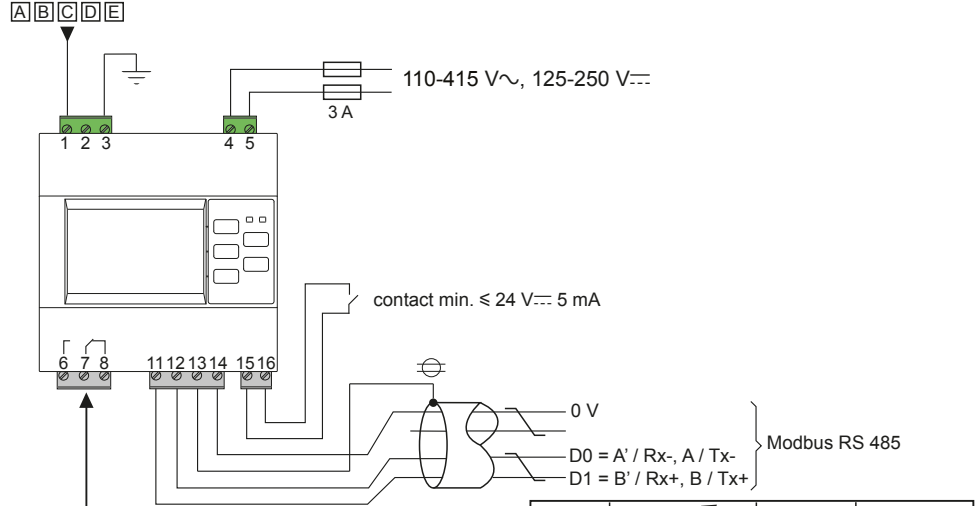 A B C D E
110-415 V∿, 125-250 V⎓
3 A
1 2 3 4 5
contact min. ⩽ 24 V⎓ 5 mA
6 7 8 11 12 13 14 15 16
0 V
Modbus RS 485
D0 = A' / Rx-, A / Tx-
D1 = B' / Rx+, B / Tx+